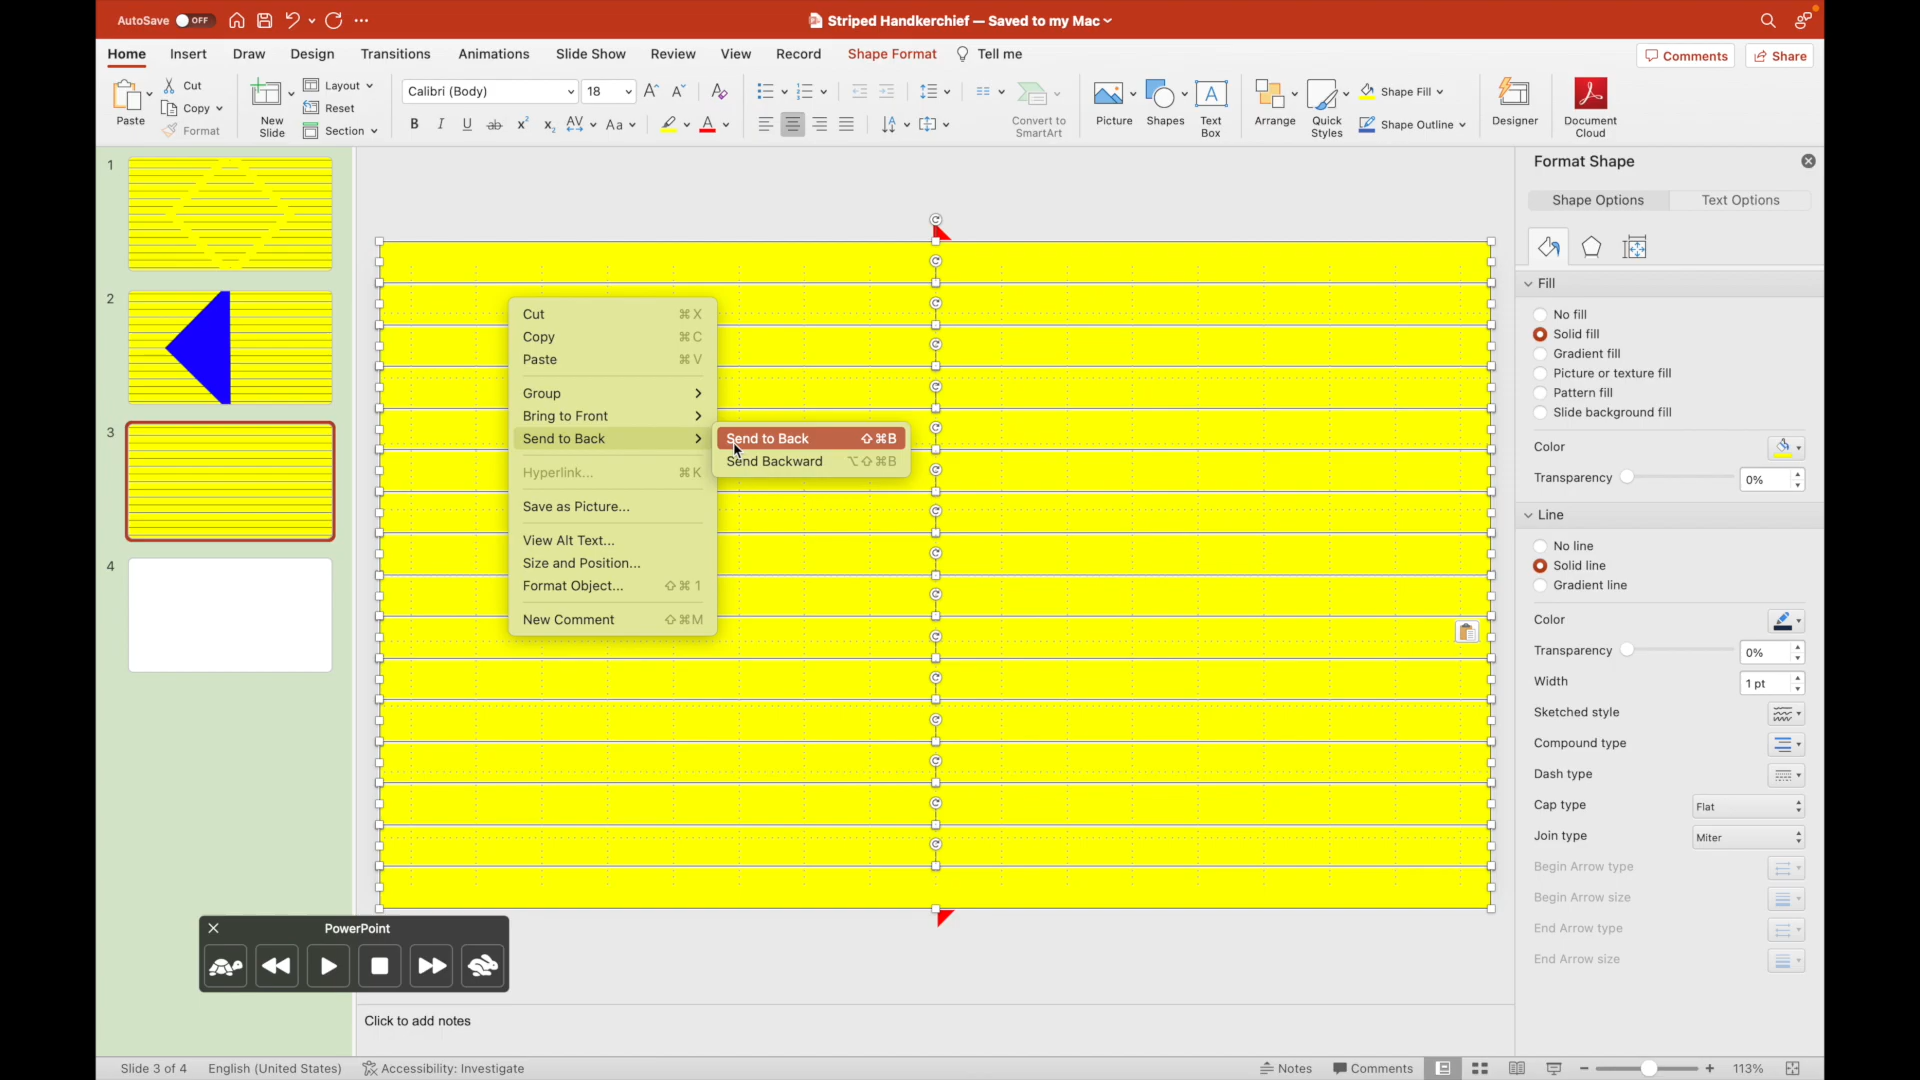 AutoSave OFF
Striped Handkerchief — Saved to my Mac
Home Insert Draw Design Transitions Animations Slide Show Review View Record Shape Format Tell me
Comments Share
Paste
Cut
Copy
Format
New Slide
Layout
Reset
Section
Calibri (Body) 18
Convert to SmartArt
Picture
Shapes
Text Box
Arrange
Quick Styles
Shape Fill
Shape Outline
Designer
Document Cloud
1
2
3
4
Cut ⌘X
Copy ⌘C
Paste ⌘V
Group
Bring to Front
Send to Back
Hyperlink... ⌘K
Save as Picture...
View Alt Text...
Size and Position...
Format Object... ⇧⌘1
New Comment ⇧⌘M
Send to Back ⇧⌘B
Send Backward ⌥⇧⌘B
Format Shape
Shape Options Text Options
Fill
No fill
Solid fill
Gradient fill
Picture or texture fill
Pattern fill
Slide background fill
Color
Transparency 0%
Line
No line
Solid line
Gradient line
Color
Transparency 0%
Width 1 pt
Sketched style
Compound type
Dash type
Cap type Flat
Join type Miter
Begin Arrow type
Begin Arrow size
End Arrow type
End Arrow size
PowerPoint
Click to add notes
Slide 3 of 4 English (United States) Accessibility: Investigate
Notes Comments 113%